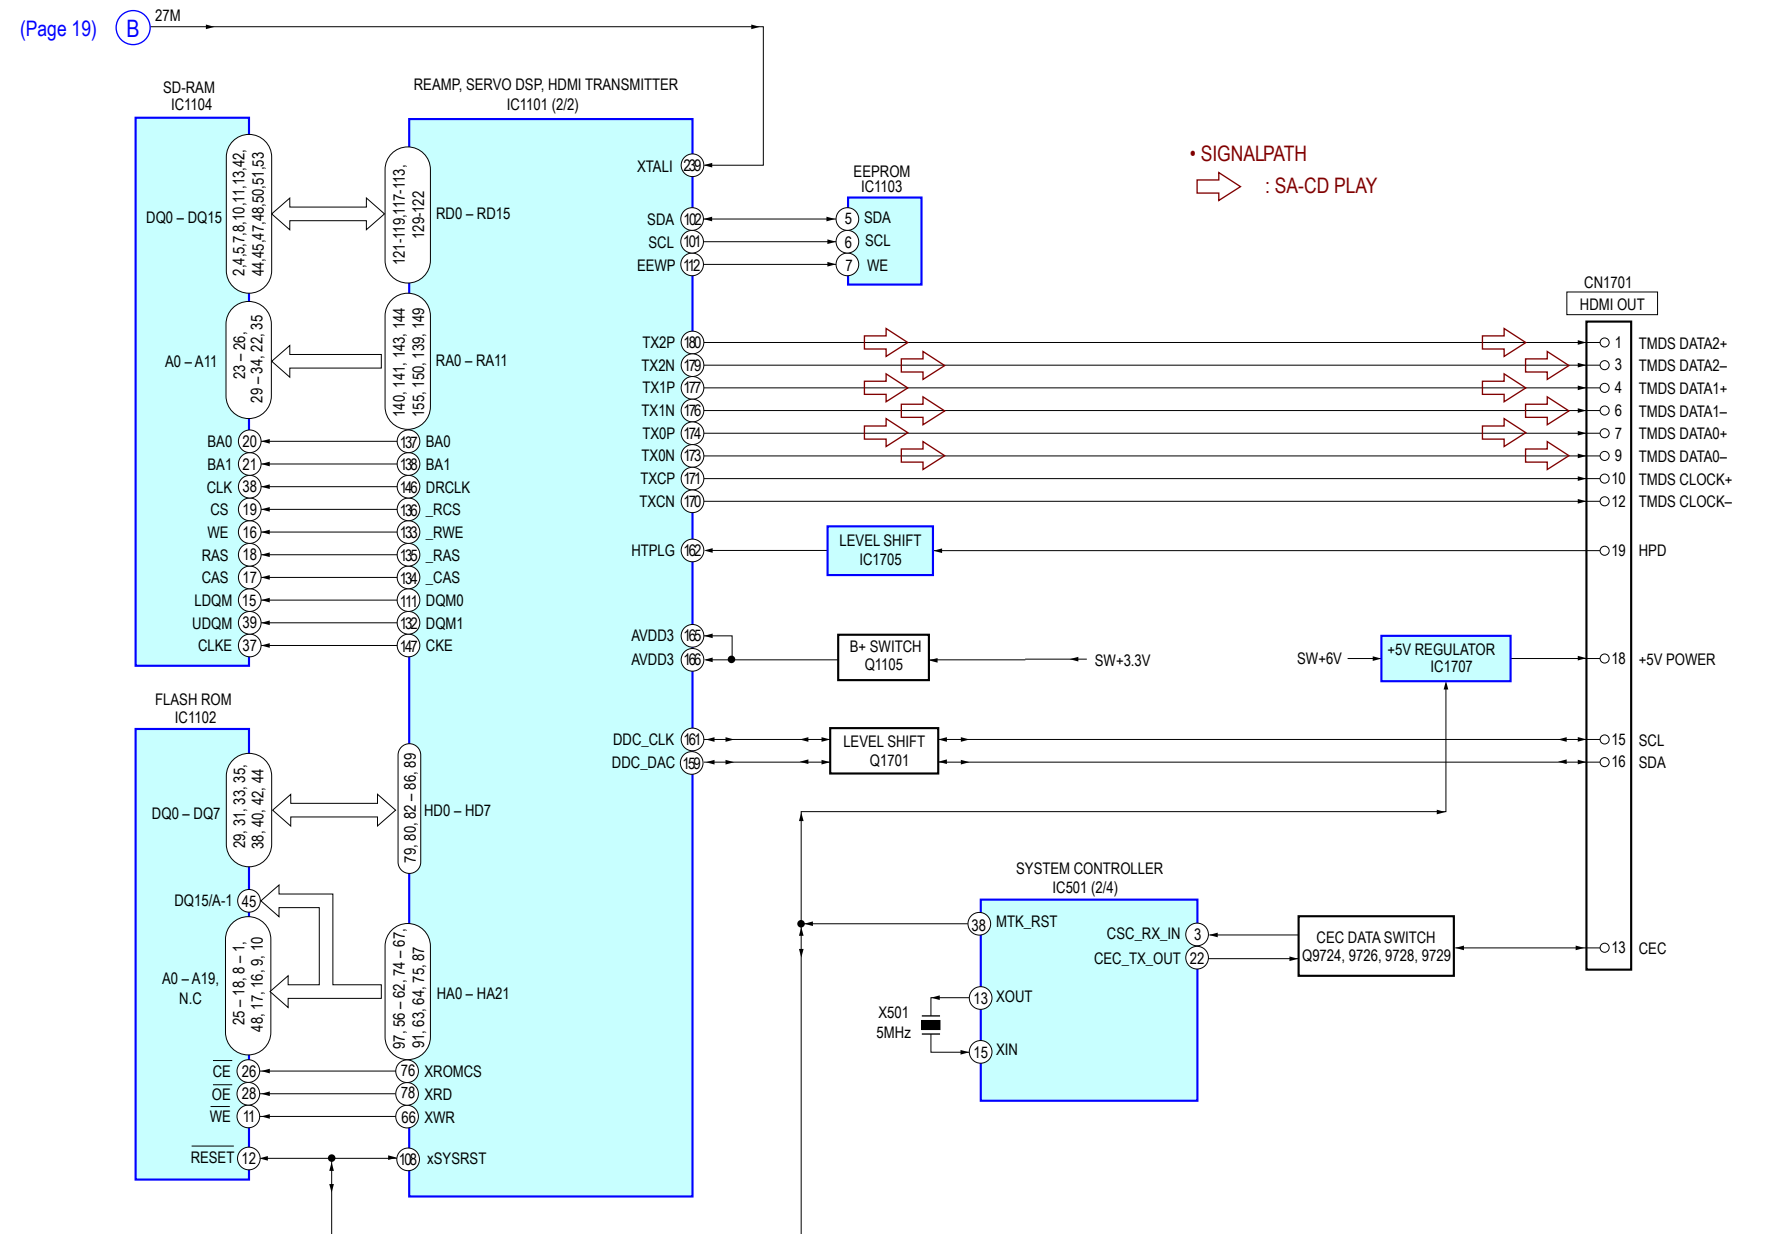 (Page 19) B 27M
SD-RAM
IC1104
DQ0 – DQ15
2,4,5,7,8,10,11,13,42,
44,45,47,48,50,51,53
A0 – A11
23 – 26,
29 – 34, 22, 35
BA0 20
BA1 21
CLK 38
CS 19
WE 16
RAS 18
CAS 17
LDQM 15
UDQM 39
CLKE 37
REAMP, SERVO DSP, HDMI TRANSMITTER
IC1101 (2/2)
121-119,117-113,
129-122
RD0 – RD15
140, 141, 143, 144
155, 150, 139, 149
RA0 – RA11
137 BA0
138 BA1
146 DRCLK
136 _RCS
133 _RWE
135 _RAS
134 _CAS
111 DQM0
132 DQM1
147 CKE
79, 80, 82 – 86, 89
HD0 – HD7
97, 56 – 62, 74 – 67,
91, 63, 64, 75, 87
HA0 – HA21
76 XROMCS
78 XRD
66 XWR
108 xSYSRST
FLASH ROM
IC1102
DQ0 – DQ7
29, 31, 33, 35,
38, 40, 42, 44
DQ15/A-1 45
A0 – A19,
N.C
25 – 18,8 – 1,
48, 17, 16, 9, 10
CE 26
OE 28
WE 11
RESET 12
XTALI 239
SDA 102
SCL 101
EEWP 112
TX2P 180
TX2N 179
TX1P 177
TX1N 176
TX0P 174
TX0N 173
TXCP 171
TXCN 170
HTPLG 162
AVDD3 165
AVDD3 166
DDC_CLK 161
DDC_DAC 159
EEPROM
IC1103
5 SDA
6 SCL
7 WE
• SIGNALPATH
: SA-CD PLAY
LEVEL SHIFT
IC1705
B+ SWITCH
Q1105
SW+3.3V
SW+6V
+5V REGULATOR
IC1707
LEVEL SHIFT
Q1701
SYSTEM CONTROLLER
IC501 (2/4)
38 MTK_RST
CSC_RX_IN 3
CEC_TX_OUT 22
13 XOUT
15 XIN
X501
5MHz
CEC DATA SWITCH
Q9724, 9726, 9728, 9729
CN1701
HDMI OUT
1 TMDS DATA2+
3 TMDS DATA2–
4 TMDS DATA1+
6 TMDS DATA1–
7 TMDS DATA0+
9 TMDS DATA0–
10 TMDS CLOCK+
12 TMDS CLOCK–
19 HPD
18 +5V POWER
15 SCL
16 SDA
13 CEC